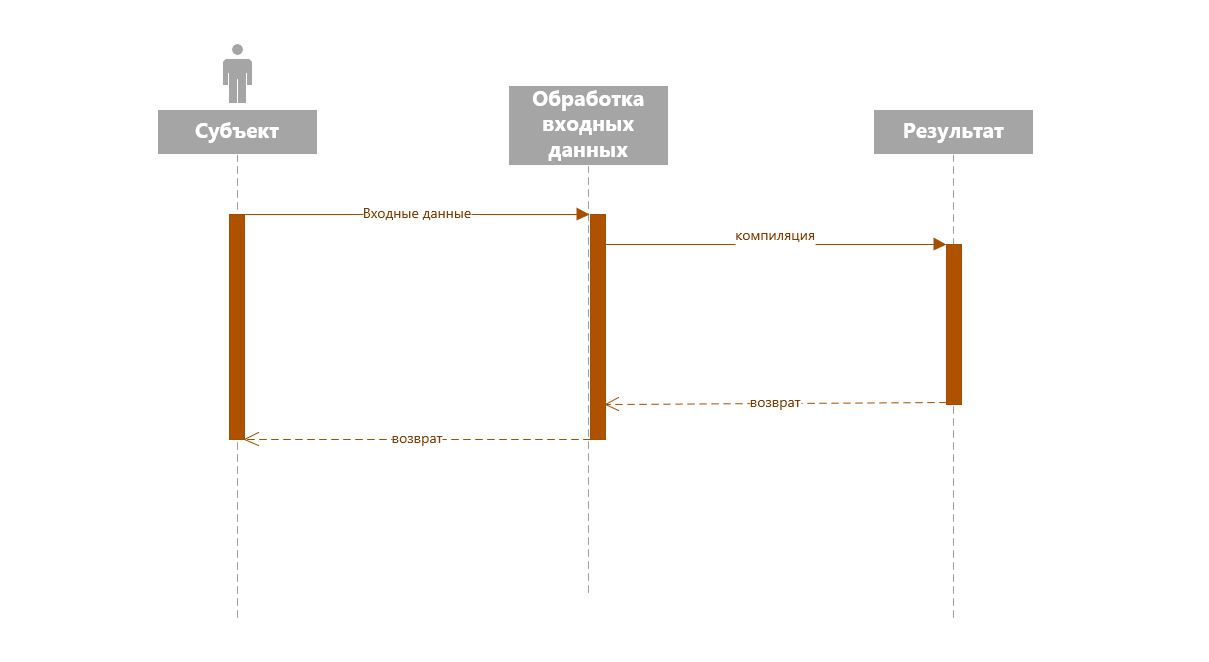 Субъект
Обработка
входных
данных
Результат
Входные данные
компиляция
возврат
возврат